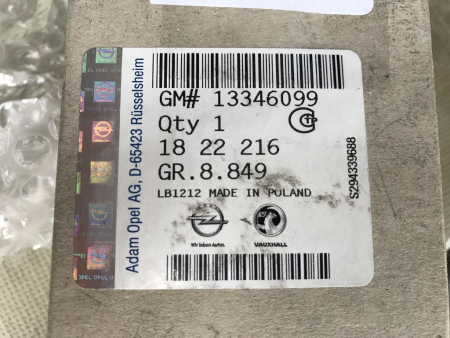 Adam Opel AG, D-65423 Rüsselsheim
GM# 13346099
Qty 1
18 22 216
GR.8.849
LB1212 MADE IN POLAND
Wir leben Autos.
VAUXHALL
S294339688